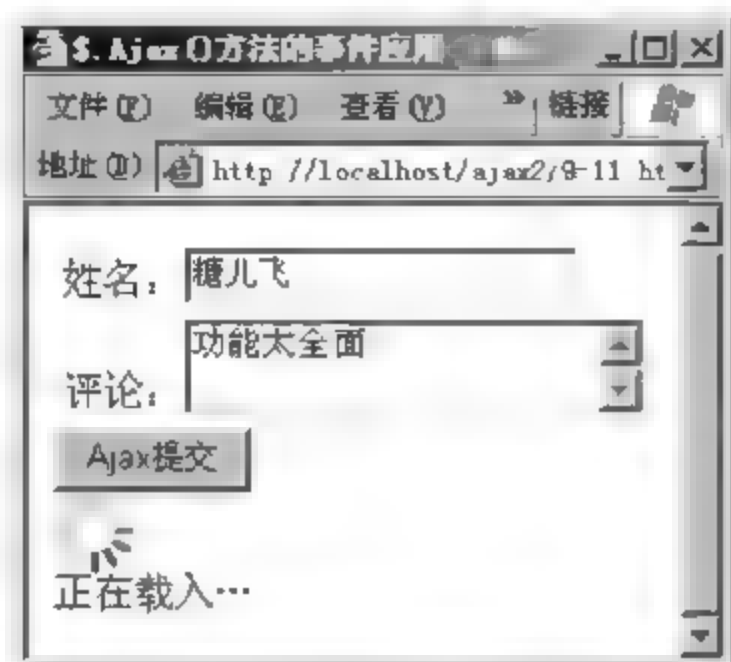 $.Ajax()方法的事件应用
文件(F) 编辑(E) 查看(V) » 链接
地址(D) http //localhost/ajax2/9-11 ht
姓名： 糖儿飞
功能太全面
评论：
Ajax提交
正在载入…